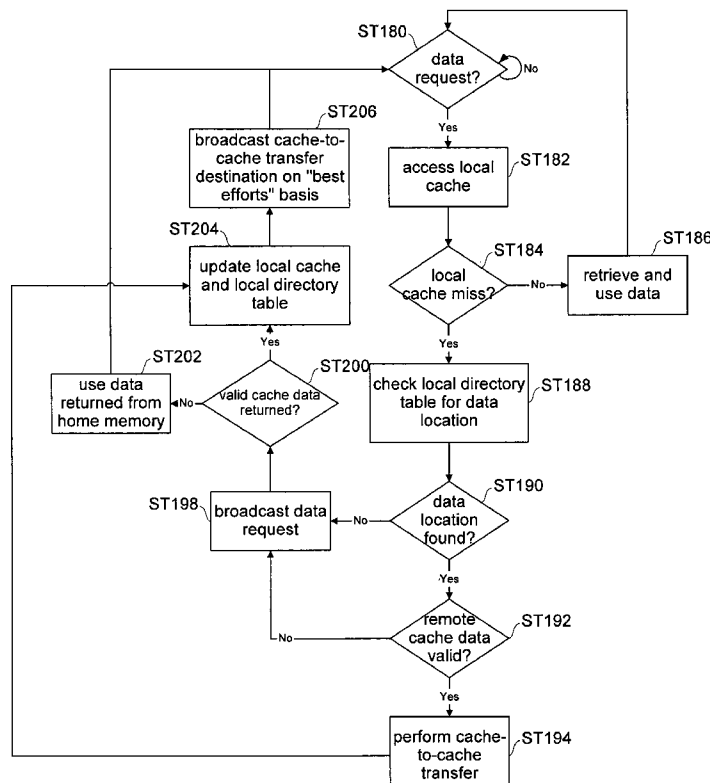 ST180
data
request?
No
Yes
ST206
broadcast cache-to-
cache transfer
destination on "best
efforts" basis
ST182
access local
cache
ST204
update local cache
and local directory
table
ST184
local
cache miss?
No
ST186
retrieve and
use data
Yes
Yes
ST202
use data
returned from
home memory
No
ST200
valid cache data
returned?
ST188
check local directory
table for data
location
ST198
broadcast data
request
No
ST190
data
location
found?
Yes
No
ST192
remote
cache data
valid?
Yes
ST194
perform cache-
to-cache
transfer